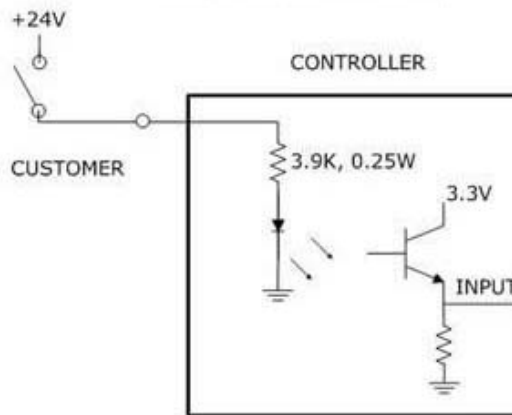 +24V
CONTROLLER
CUSTOMER
3.9K, 0.25W
3.3V
INPUT